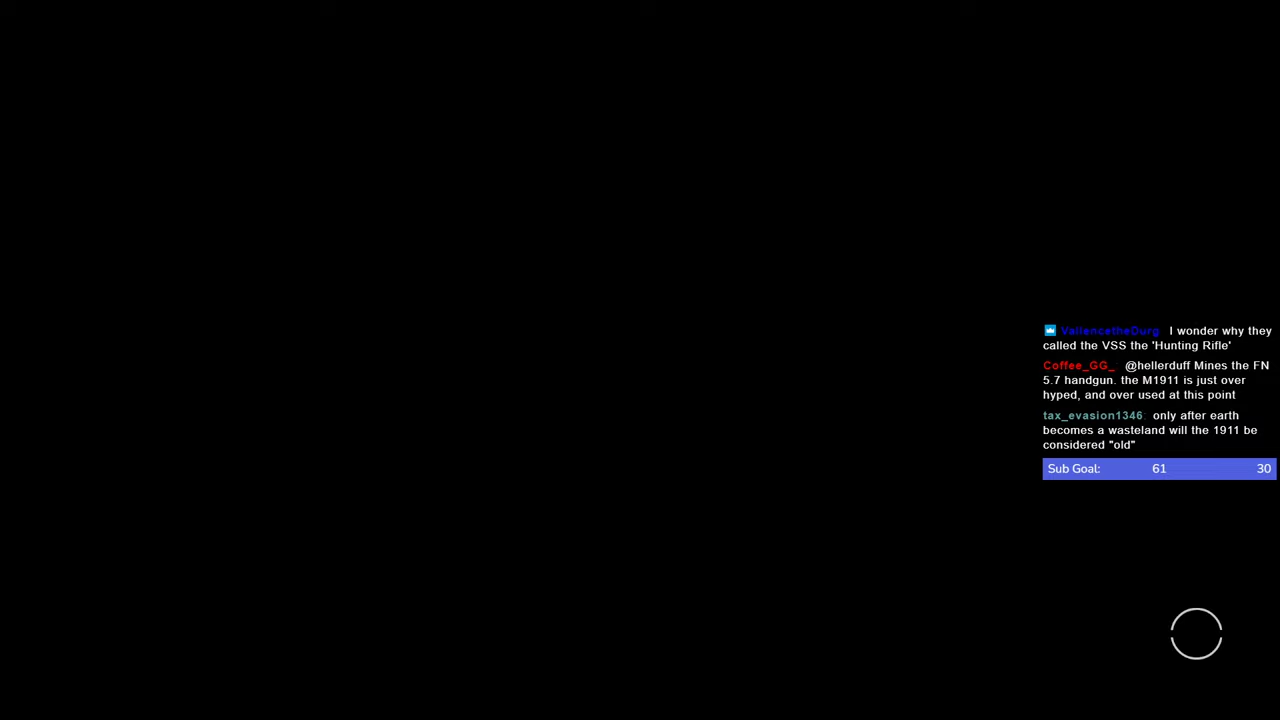 VallencetheDurg: I wonder why they
called the VSS the 'Hunting Rifle'
Coffee_GG_: @hellerduff Mines the FN
5.7 handgun. the M1911 is just over
hyped, and over used at this point
tax_evasion1346: only after earth
becomes a wasteland will the 1911 be
considered "old"
Sub Goal: 61 30